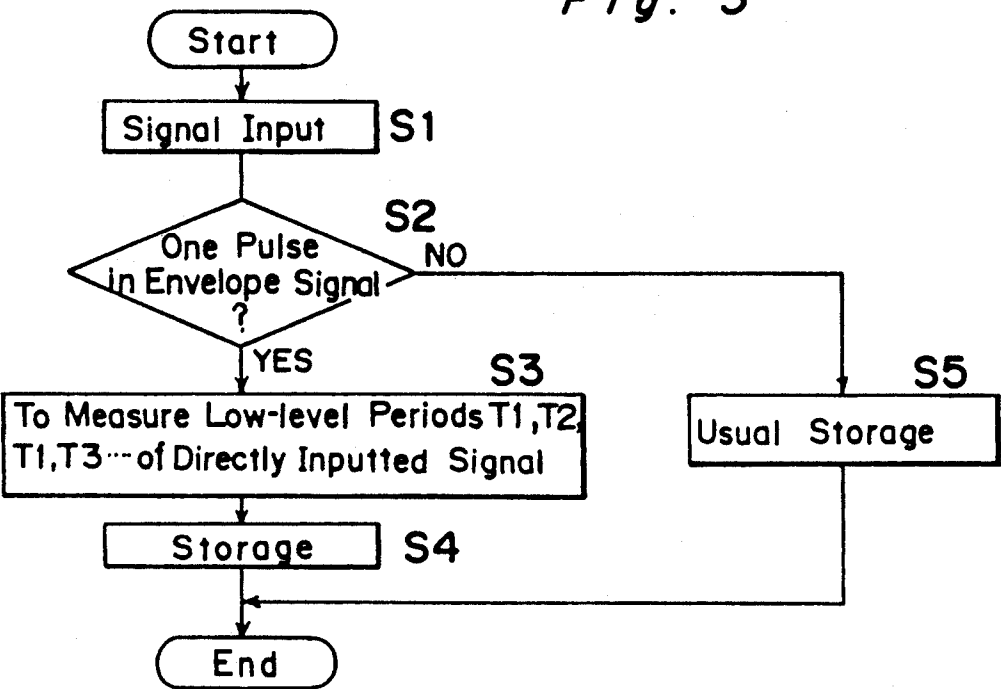 Fig. 3
Start
Signal Input S1
S2
One Pulse
in Envelope Signal
?
NO
YES
S3
To Measure Low-level Periods T1,T2,
T1,T3···of Directly Inputted Signal
S5
Usual Storage
Storage S4
End